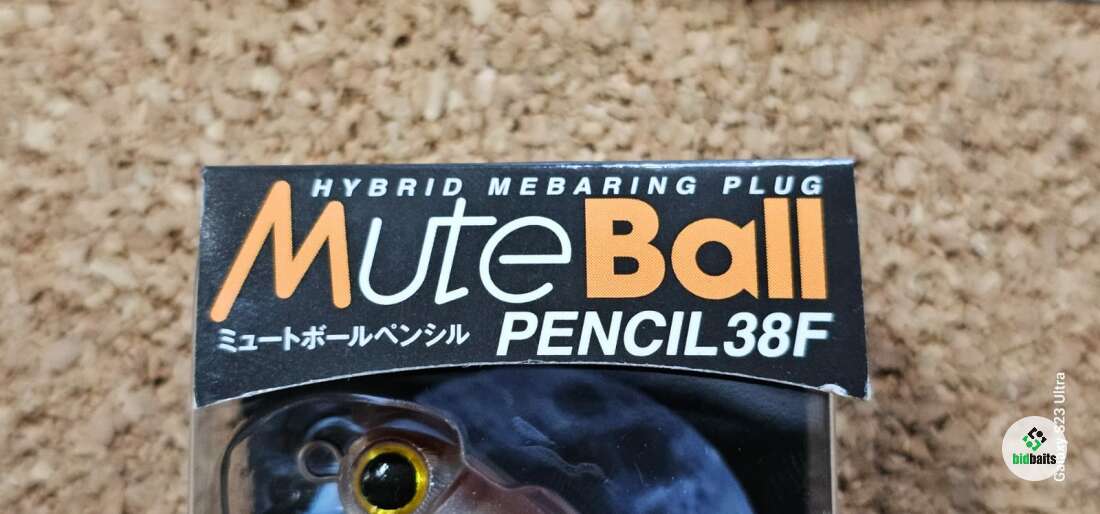 HYBRID MEBARING PLUG
MuteBall
ミュートボールペンシル PENCIL38F
Galaxy S23 Ultra
bidbaits